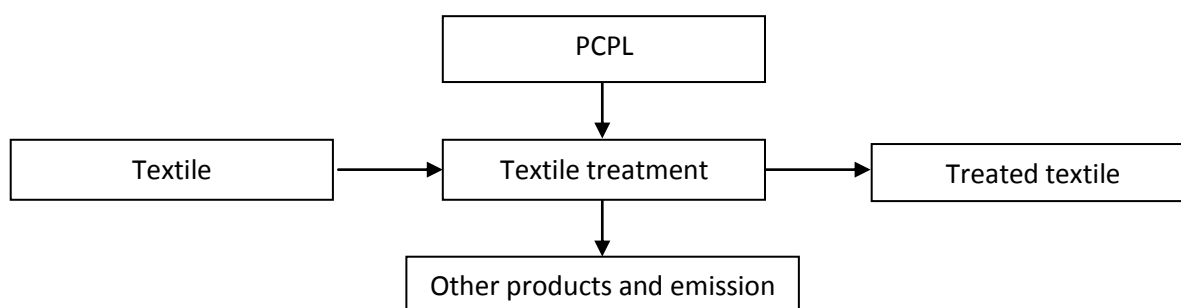 PCPL
Textile
Textile treatment
Treated textile
Other products and emission